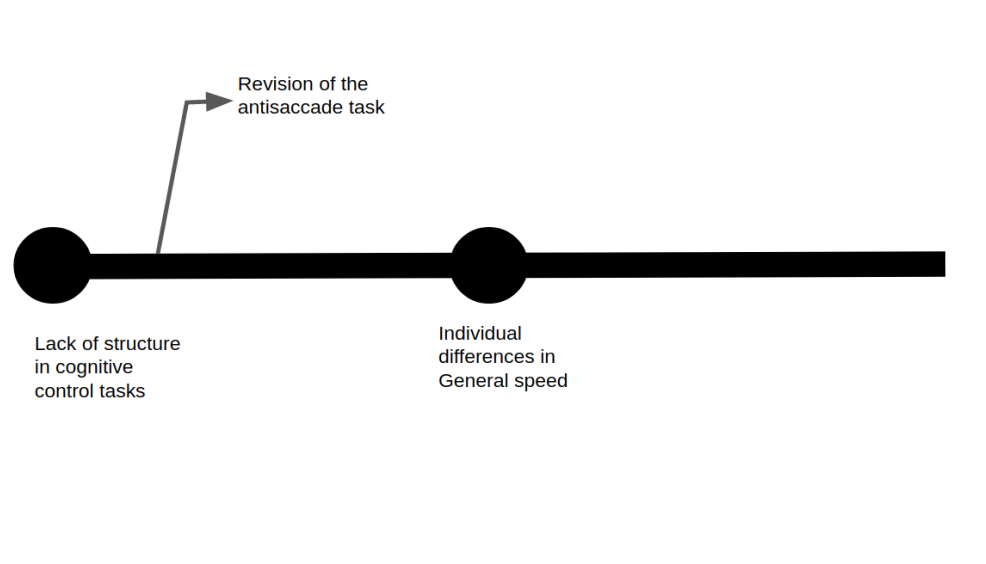 Revision of the
antisaccade task
Lack of structure
in cognitive
control tasks
Individual
differences in
General speed